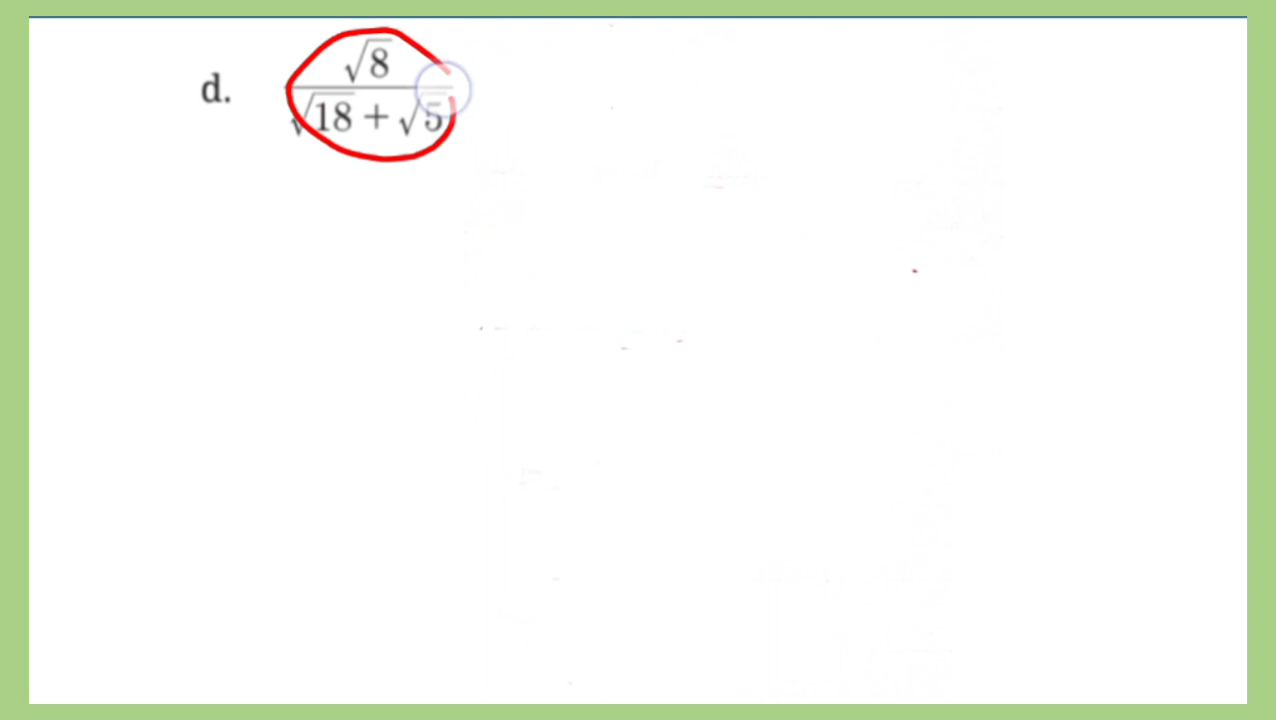 d. √8 / (√18 + √5)